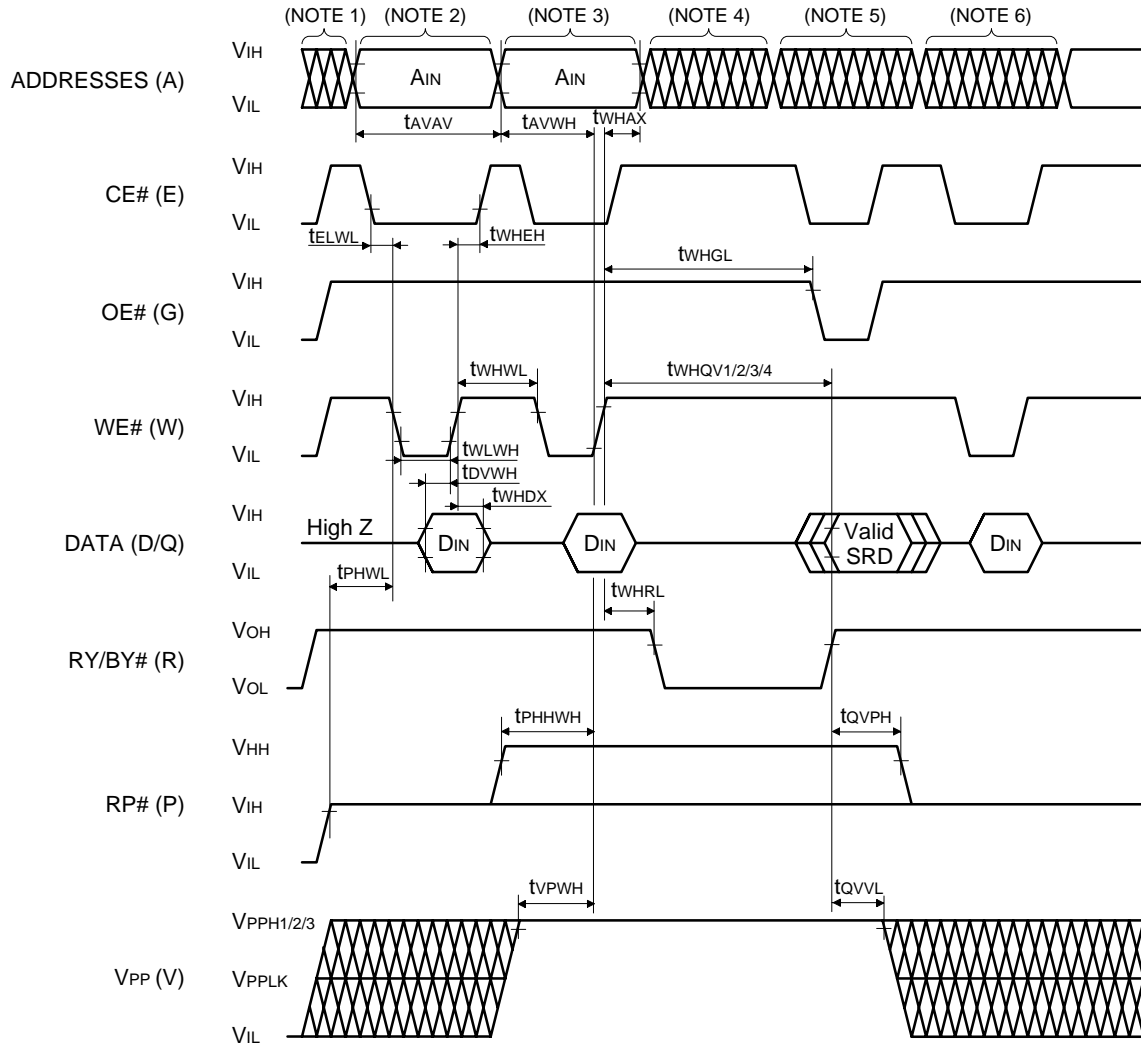 (NOTE 1) (NOTE 2) (NOTE 3) (NOTE 4) (NOTE 5) (NOTE 6)
VIH
ADDRESSES (A) AIN AIN
VIL
tAVAV tAVWH tWHAX
VIH
CE# (E)
VIL
tELWL tWHEH
tWHGL
VIH
OE# (G)
VIL
tWHWL tWHQV1/2/3/4
VIH
WE# (W)
VIL
tWLWH
tDVWH
tWHDX
VIH
High Z
DATA (D/Q) DIN DIN Valid SRD DIN
VIL
tPHWL
tWHRL
VOH
RY/BY# (R)
VOL
tPHHWH tQVPH
VHH
RP# (P) VIH
VIL
tVPWH tQVVL
VPPH1/2/3
VPP (V) VPPLK
VIL